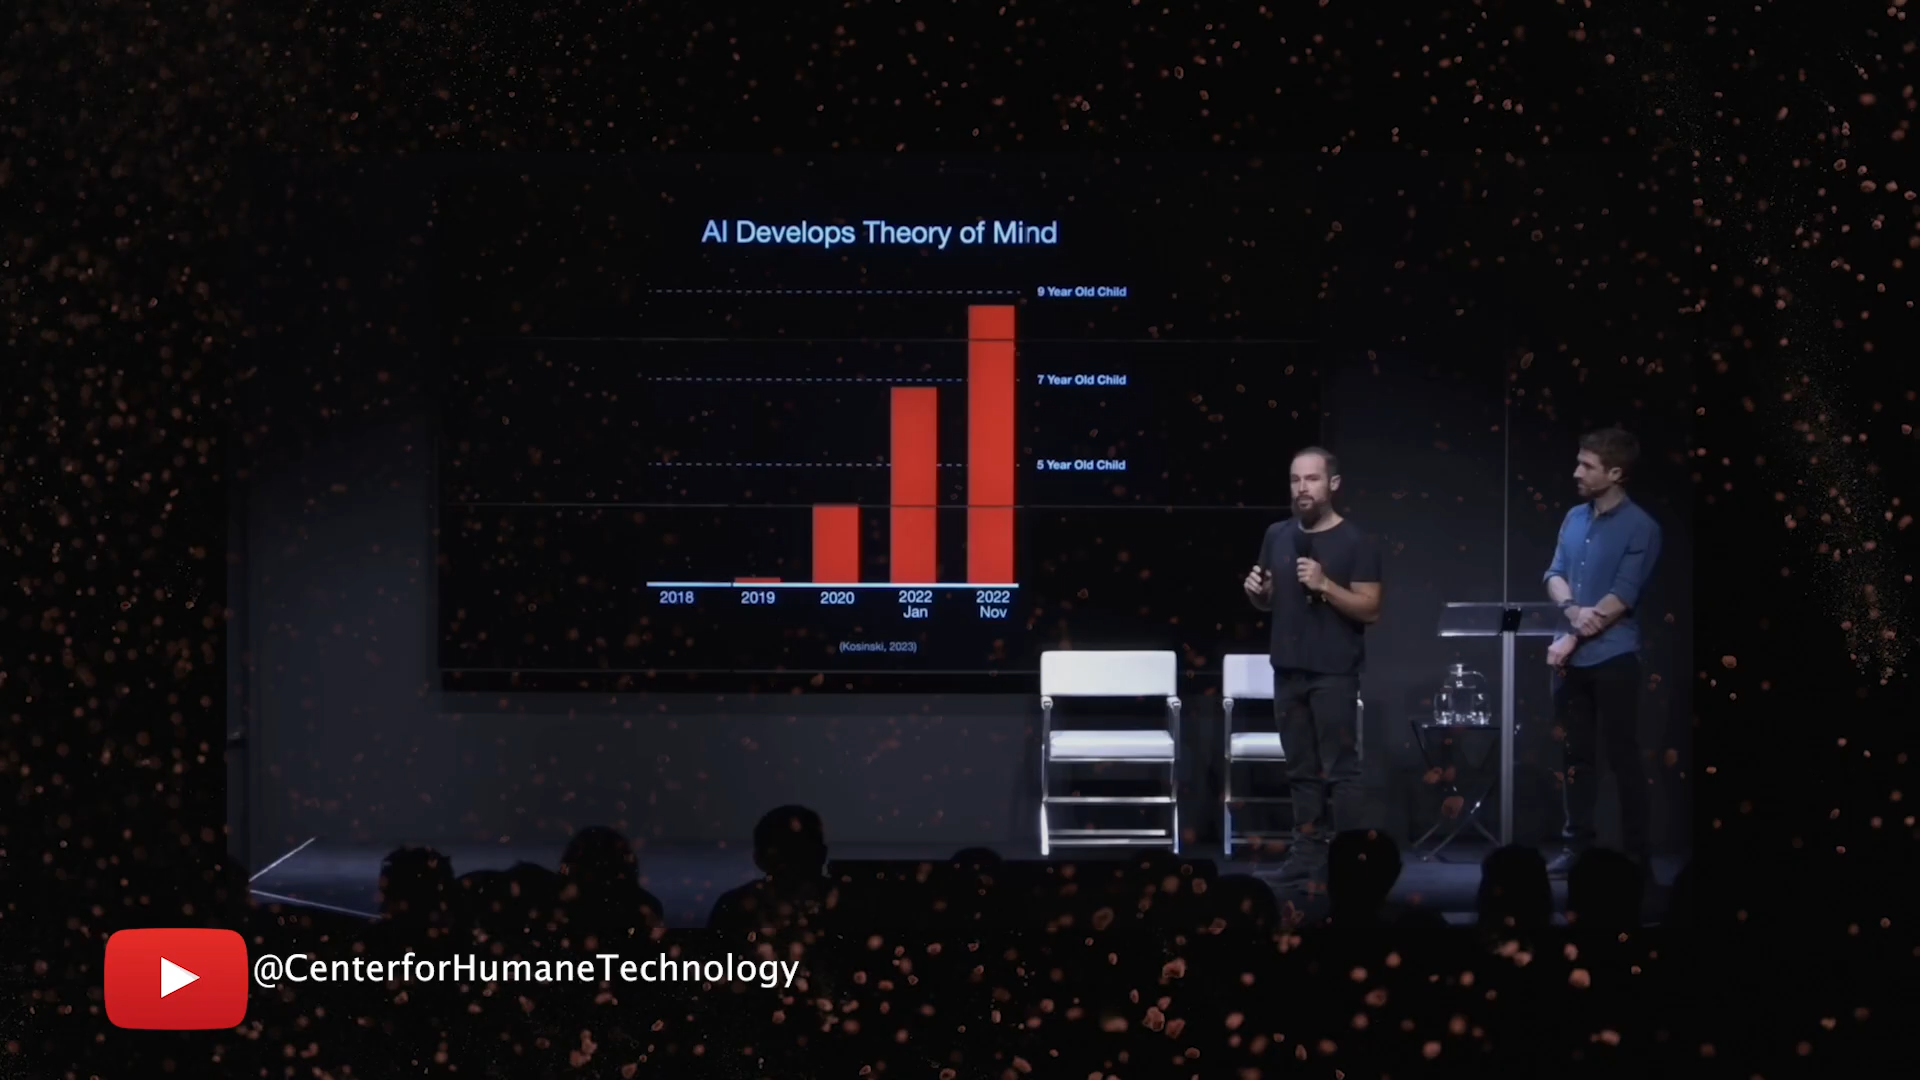 AI Develops Theory of Mind
9 Year Old Child
7 Year Old Child
5 Year Old Child
2018
2019
2020
2022
Jan
2022
Nov
(Kosinski, 2023)
@CenterforHumaneTechnology